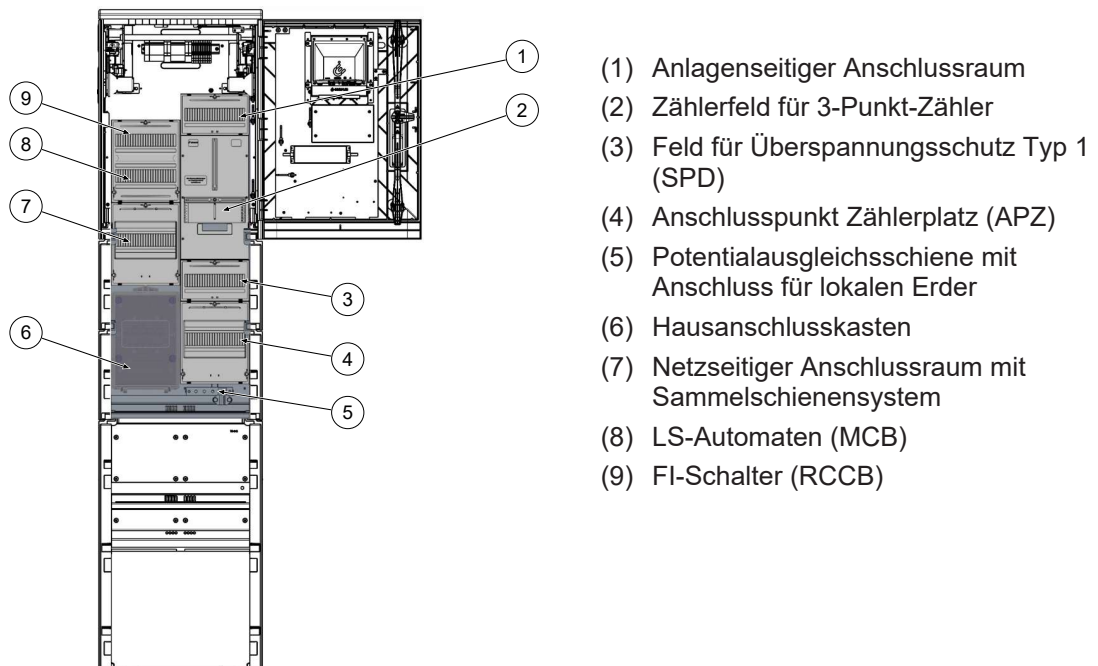 1
2
9
8
7
3
6
4
5
(1) Anlagenseitiger Anschlussraum
(2) Zählerfeld für 3-Punkt-Zähler
(3) Feld für Überspannungsschutz Typ 1
(SPD)
(4) Anschlusspunkt Zählerplatz (APZ)
(5) Potentialausgleichsschiene mit
Anschluss für lokalen Erder
(6) Hausanschlusskasten
(7) Netzseitiger Anschlussraum mit
Sammelschienensystem
(8) LS-Automaten (MCB)
(9) FI-Schalter (RCCB)